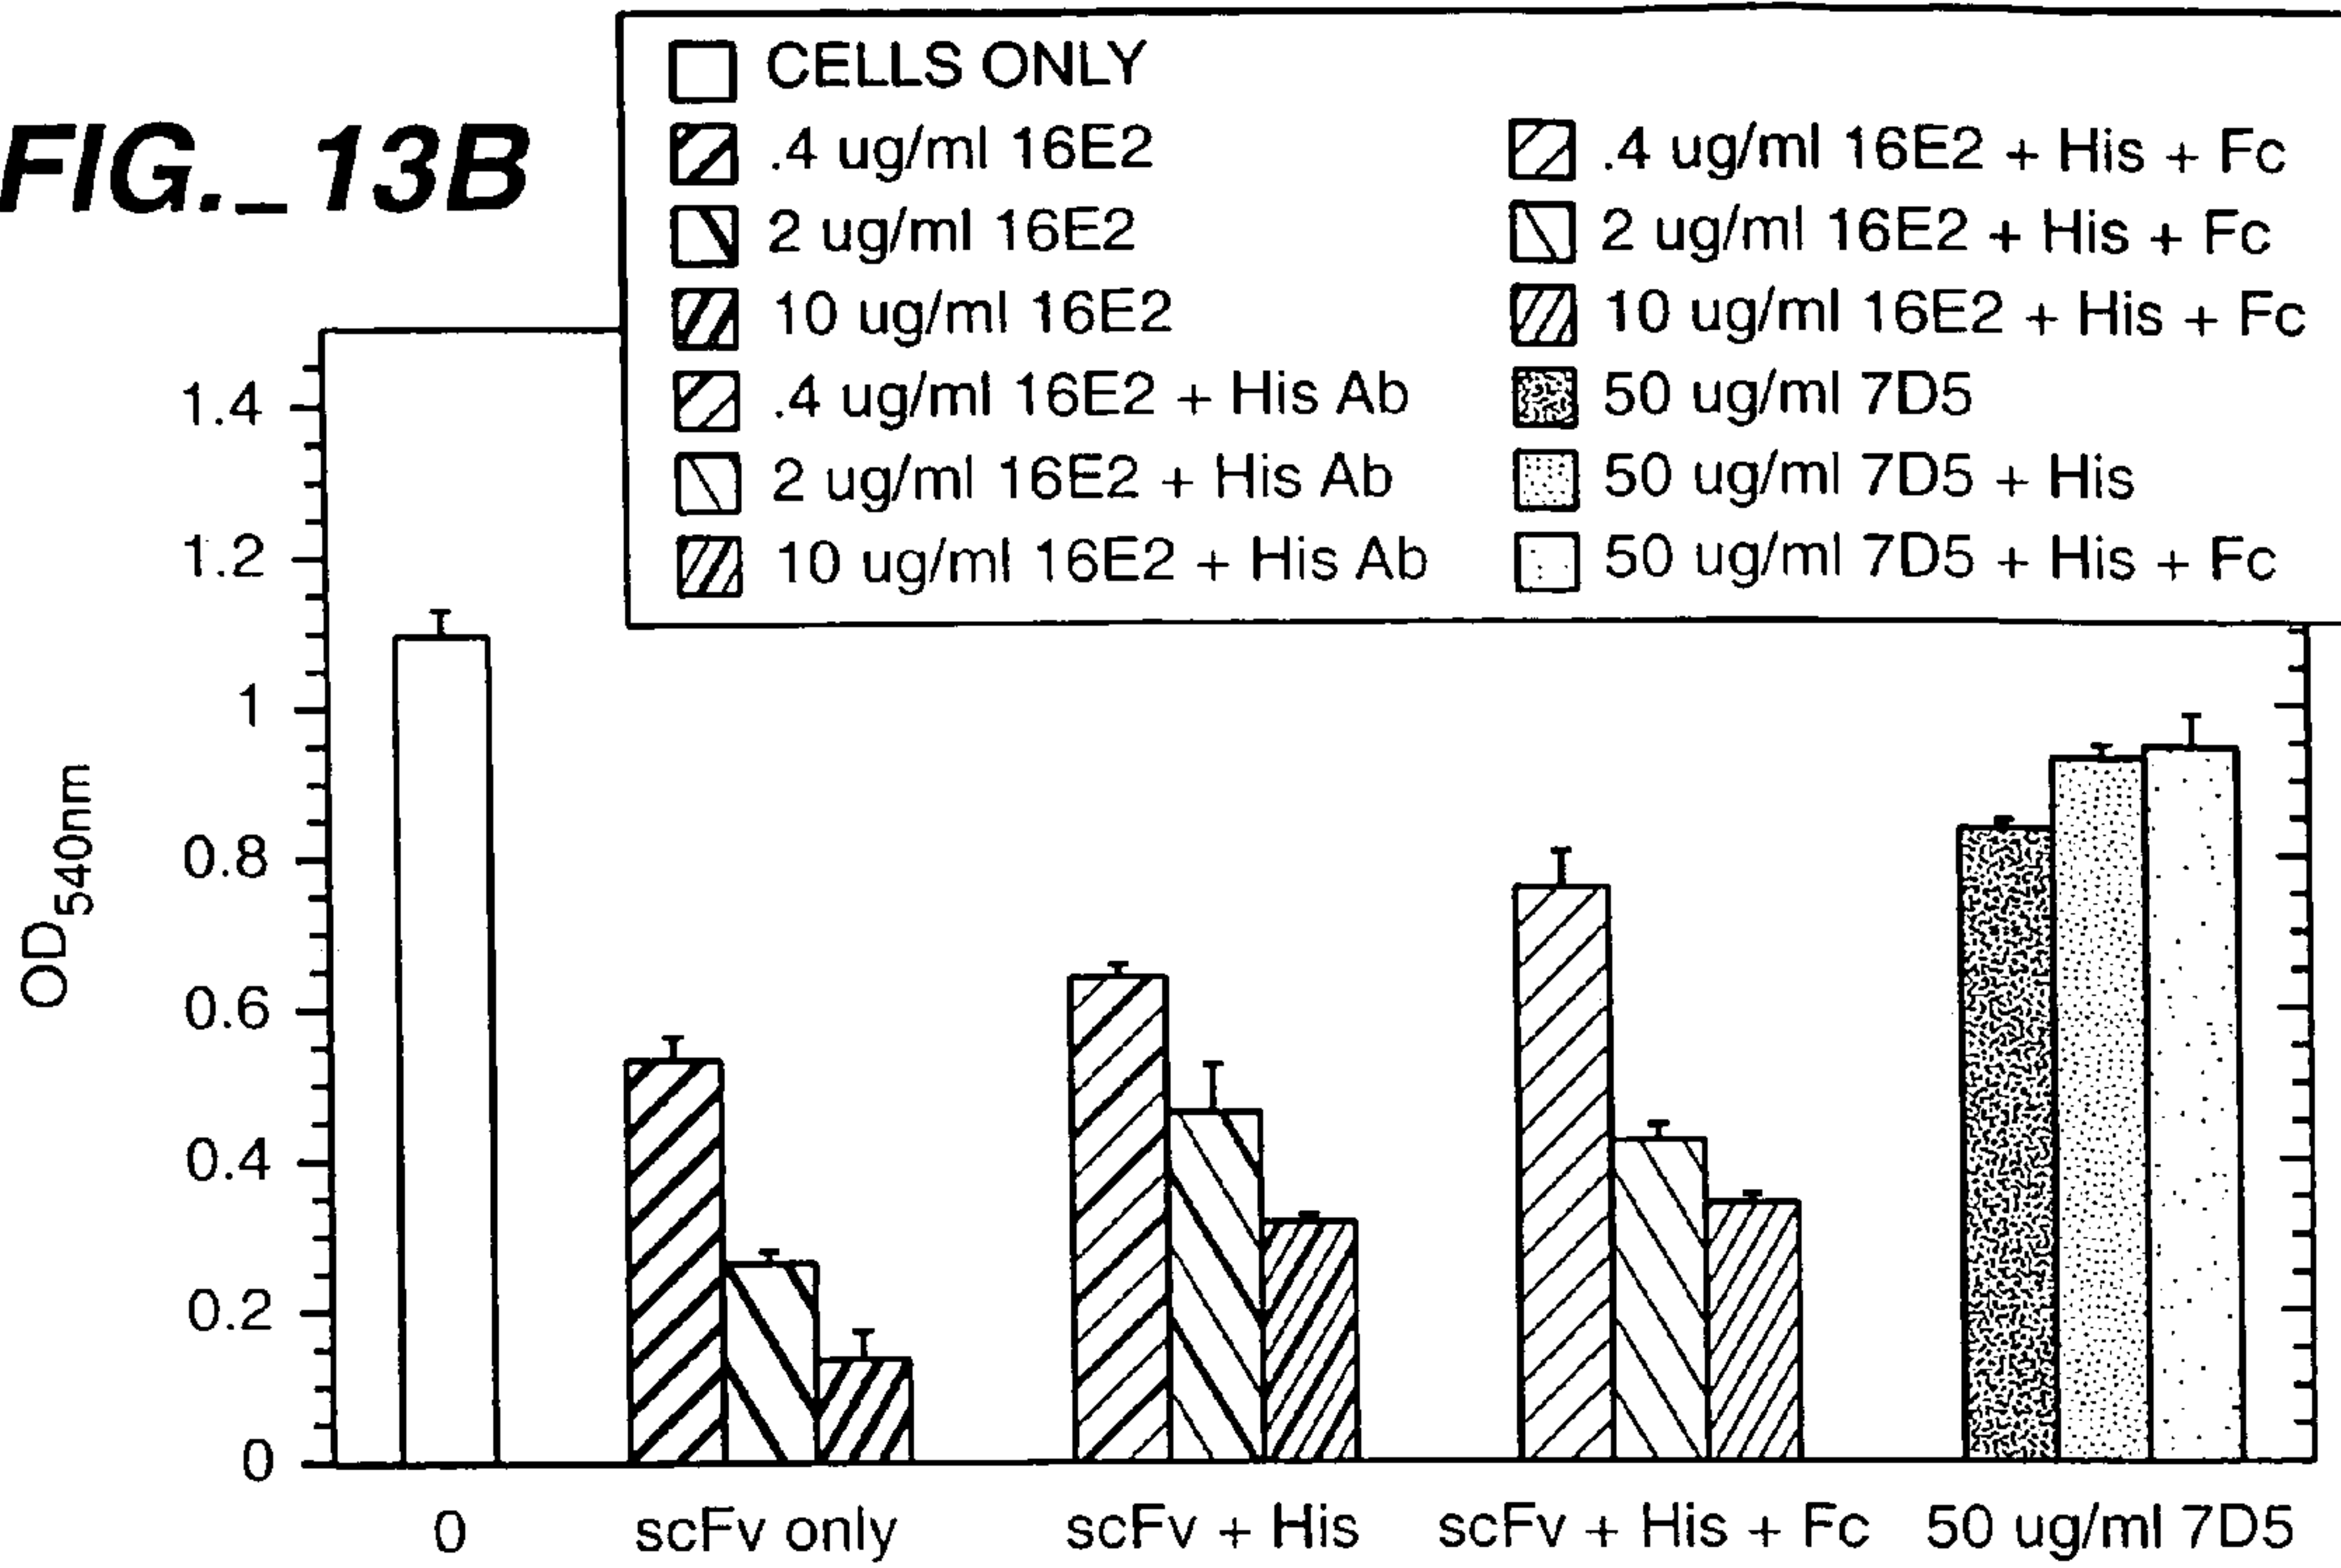 FIG._13B
CELLS ONLY
.4 ug/ml 16E2
2 ug/ml 16E2
10 ug/ml 16E2
.4 ug/ml 16E2 + His Ab
2 ug/ml 16E2 + His Ab
10 ug/ml 16E2 + His Ab
.4 ug/ml 16E2 + His + Fc
2 ug/ml 16E2 + His + Fc
10 ug/ml 16E2 + His + Fc
50 ug/ml 7D5
50 ug/ml 7D5 + His
50 ug/ml 7D5 + His + Fc
OD540nm
1.4
1.2
1
0.8
0.6
0.4
0.2
0
0 scFv only scFv + His scFv + His + Fc 50 ug/ml 7D5